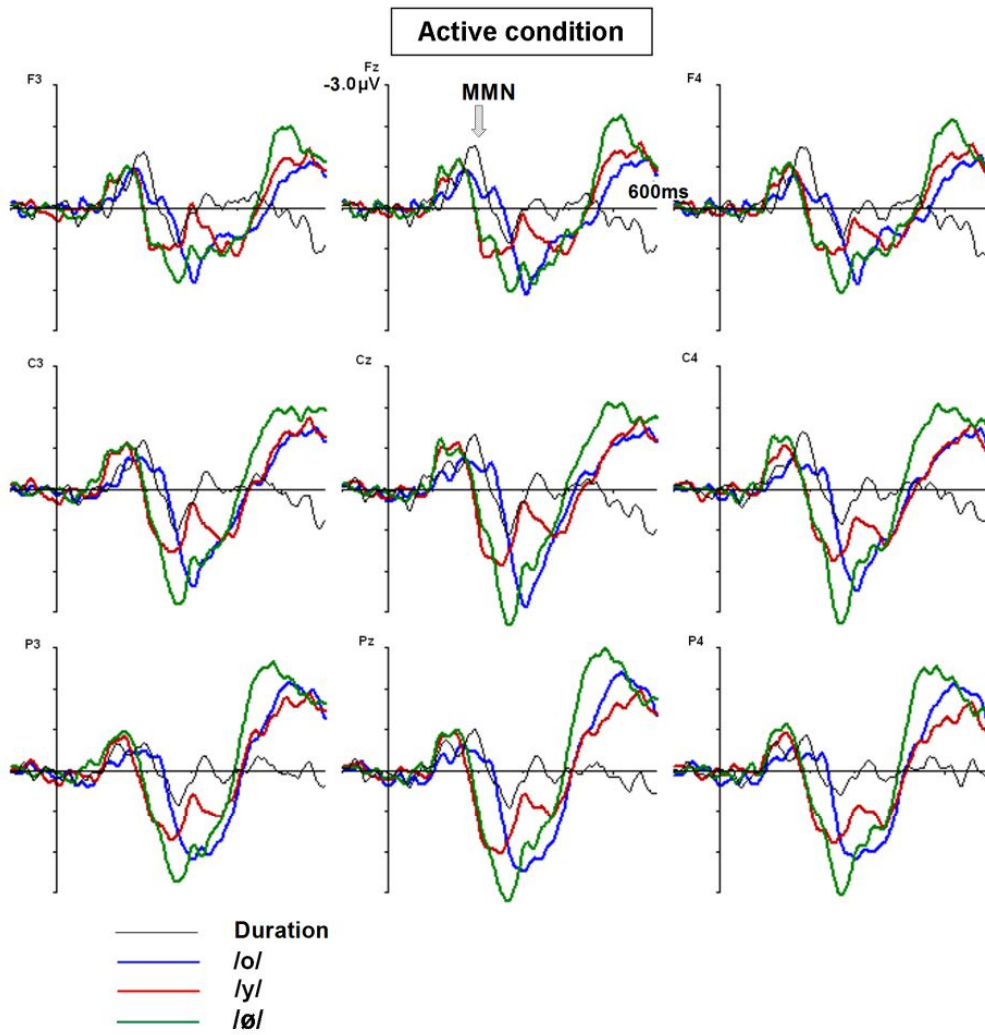 Active condition
F3
Fz
F4
-3.0µV
MMN
600ms
C3
Cz
C4
P3
Pz
P4
Duration
/o/
/y/
/ø/